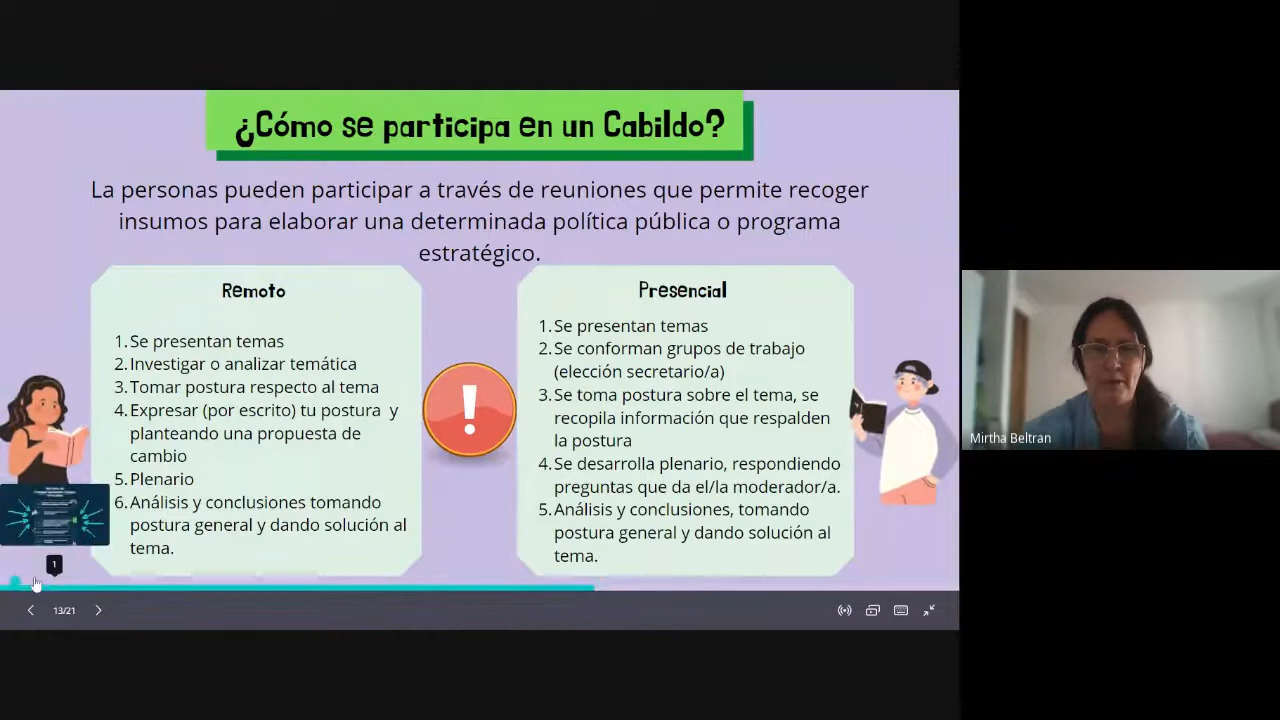 ¿Cómo se participa en un Cabildo?
La personas pueden participar a través de reuniones que permite recoger
insumos para elaborar una determinada política pública o programa
estratégico.
Remoto
1. Se presentan temas
2. Investigar o analizar temática
3. Tomar postura respecto al tema
4. Expresar (por escrito) tu postura y
planteando una propuesta de
cambio
5. Plenario
6. Análisis y conclusiones tomando
postura general y dando solución al
tema.
Presencial
1. Se presentan temas
2. Se conforman grupos de trabajo
(elección secretario/a)
3. Se toma postura sobre el tema, se
recopila información que respalden
la postura
4. Se desarrolla plenario, respondiendo
preguntas que da el/la moderador/a.
5. Análisis y conclusiones, tomando
postura general y dando solución al
tema.
1
13/21
Mirtha Beltran